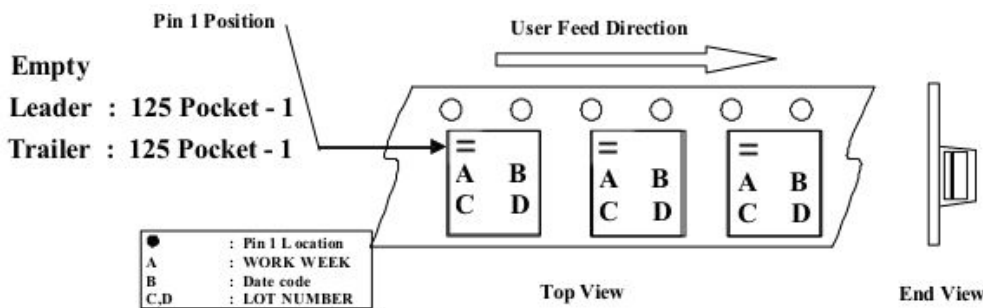 Pin 1 Position
User Feed Direction
Empty
Leader : 125 Pocket - 1
Trailer : 125 Pocket - 1
= = =
A B A B A B
C D C D C D
● : Pin 1 Location
A : WORK WEEK
B : Date code
C,D : LOT NUMBER
Top View
End View